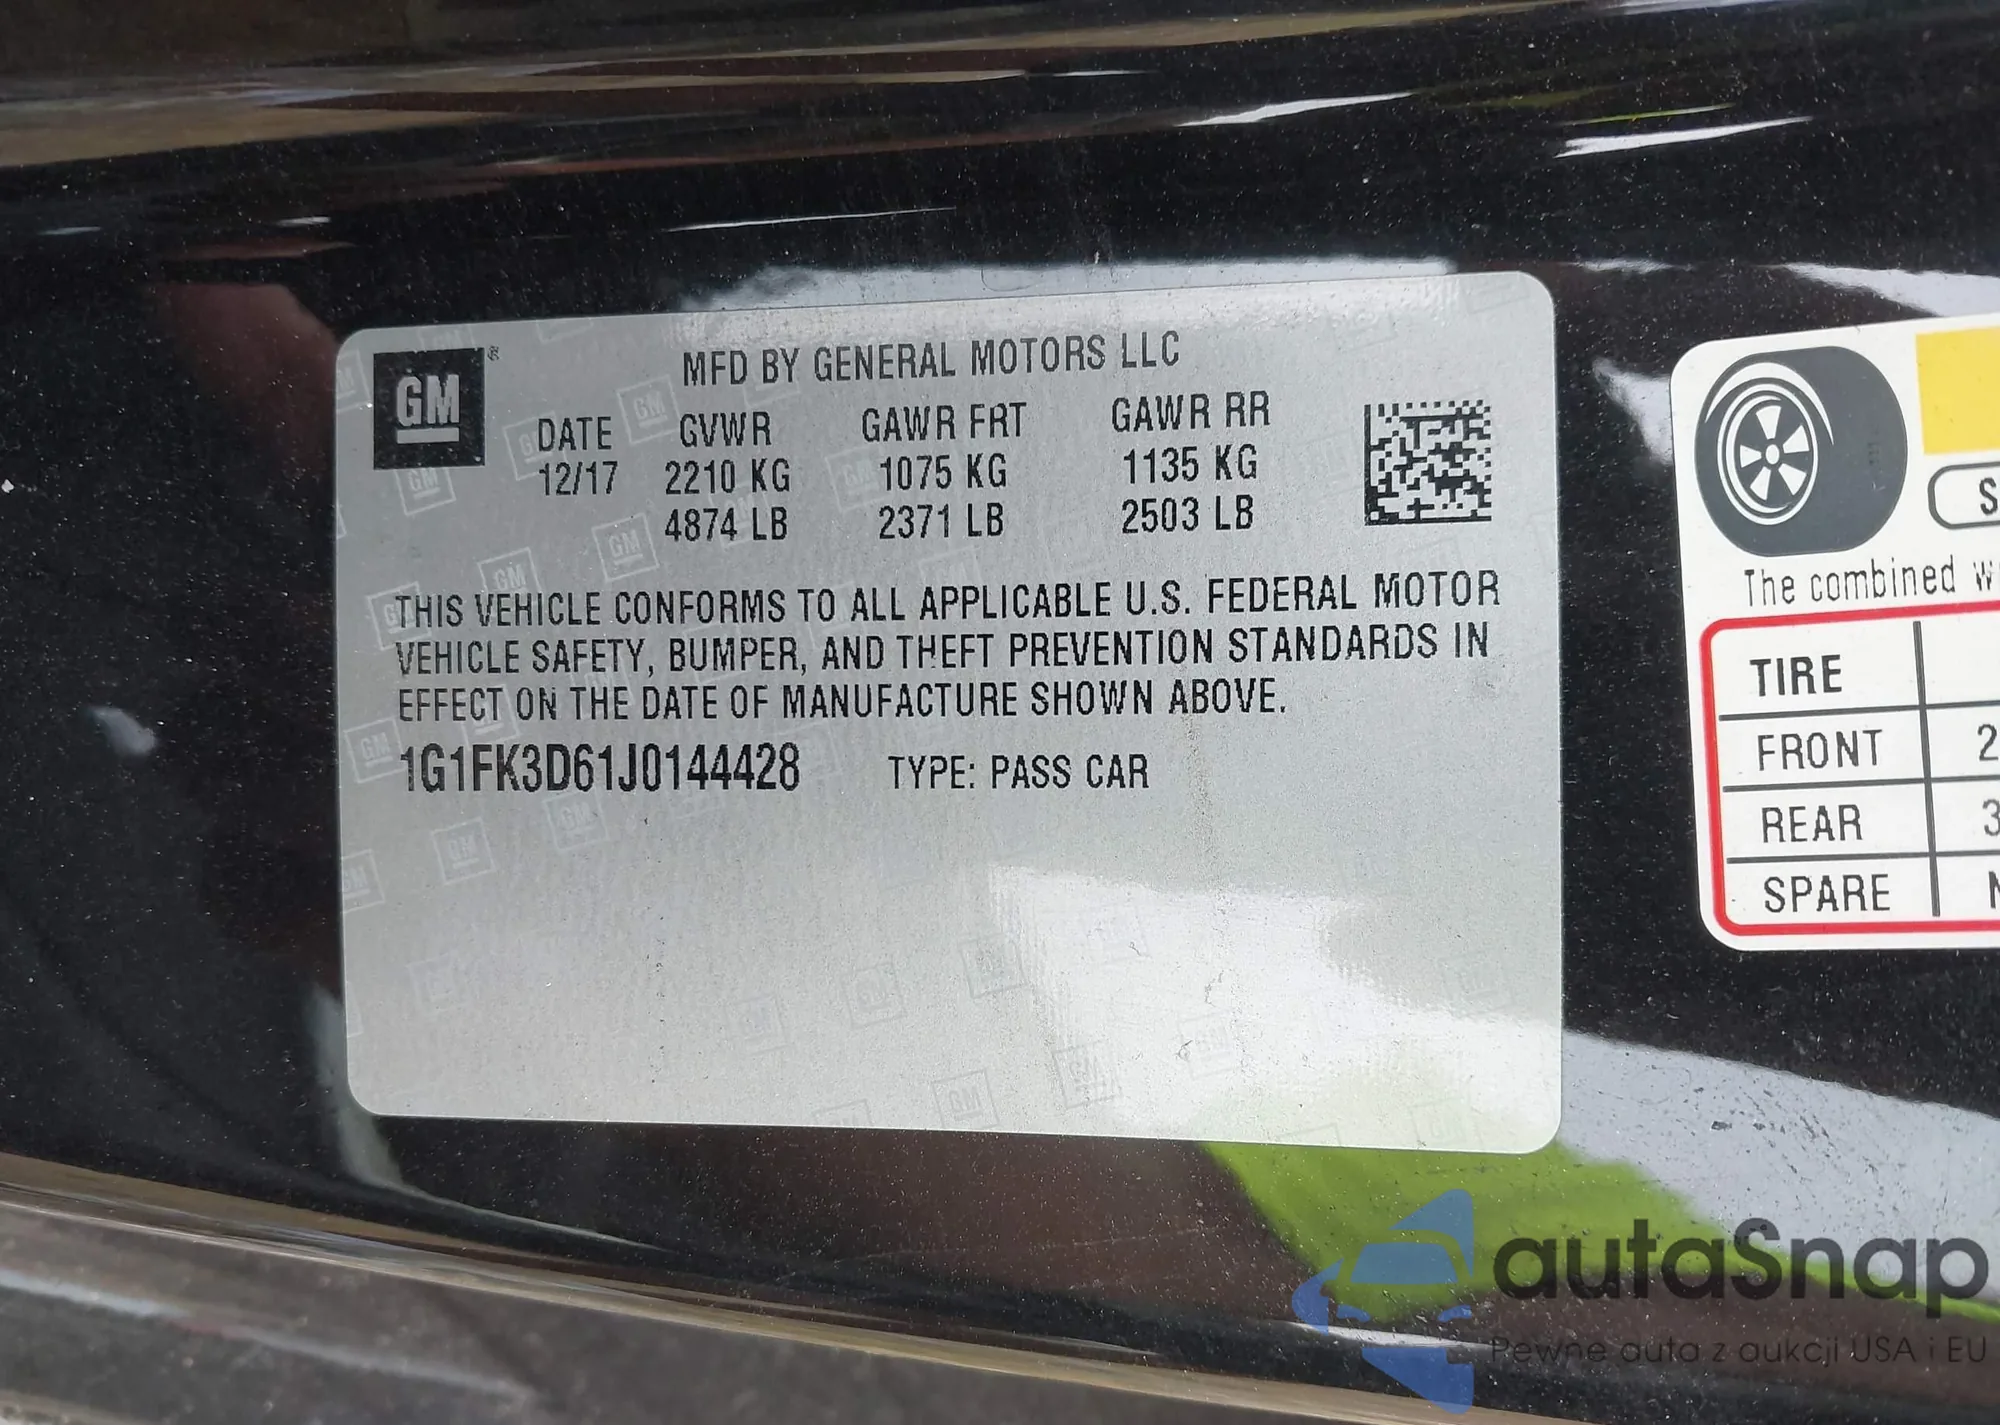 GM
®
MFD BY GENERAL MOTORS LLC
DATE GVWR GAWR FRT GAWR RR
12/17 2210 KG 1075 KG 1135 KG
4874 LB 2371 LB 2503 LB
THIS VEHICLE CONFORMS TO ALL APPLICABLE U.S. FEDERAL MOTOR
VEHICLE SAFETY, BUMPER, AND THEFT PREVENTION STANDARDS IN
EFFECT ON THE DATE OF MANUFACTURE SHOWN ABOVE.
1G1FK3D61J0144428 TYPE: PASS CAR
S
The combined w
TIRE
FRONT 2
REAR 3
SPARE N
autaSnap
Pewne auta z aukcji USA i EU